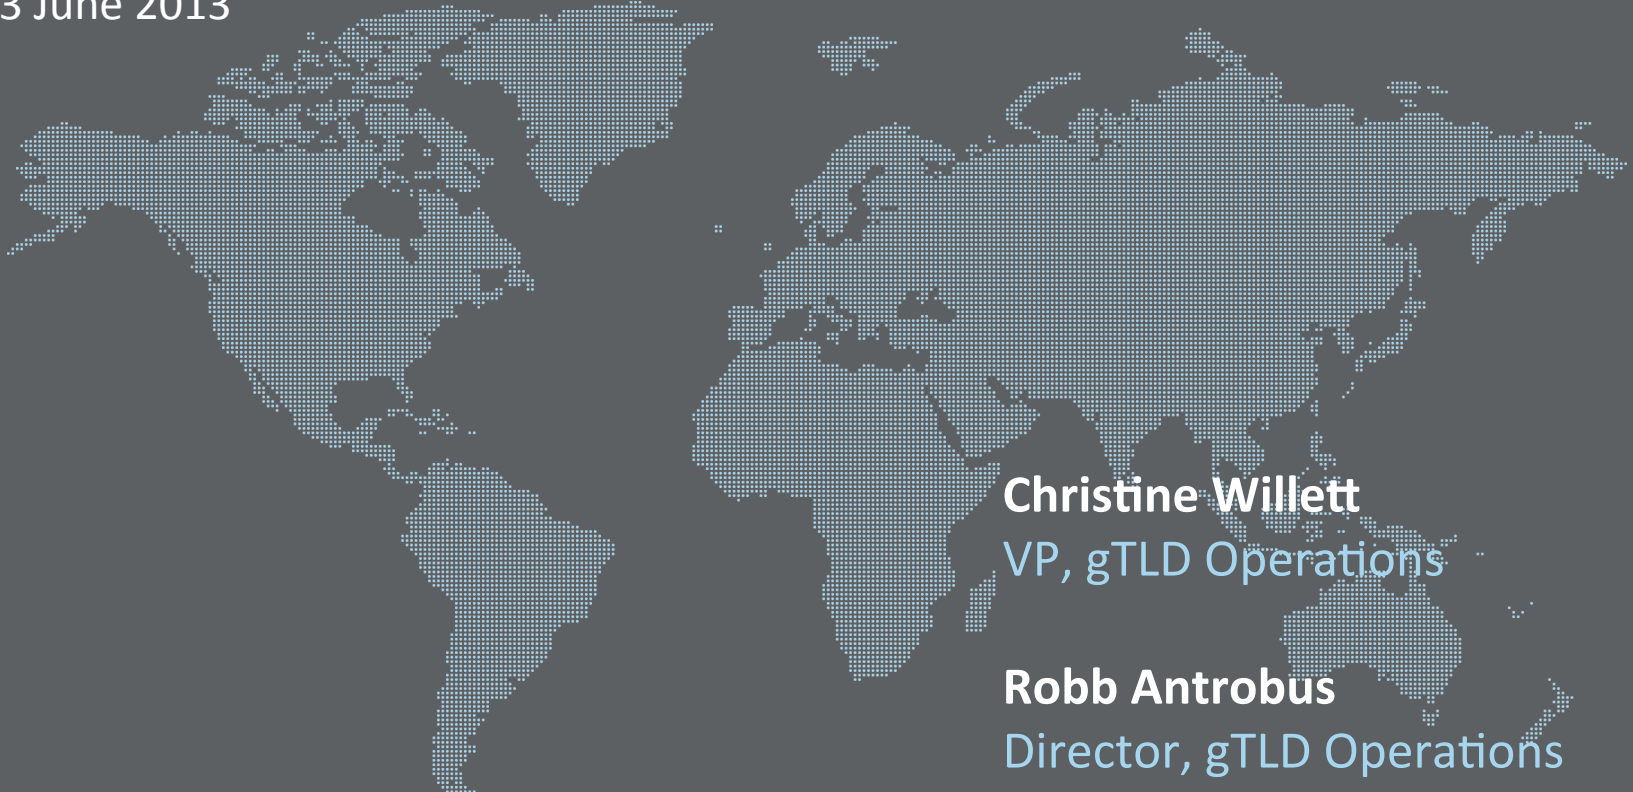 3 June 2013
Christine Willett
VP, gTLD Operations
Robb Antrobus
Director, gTLD Operations